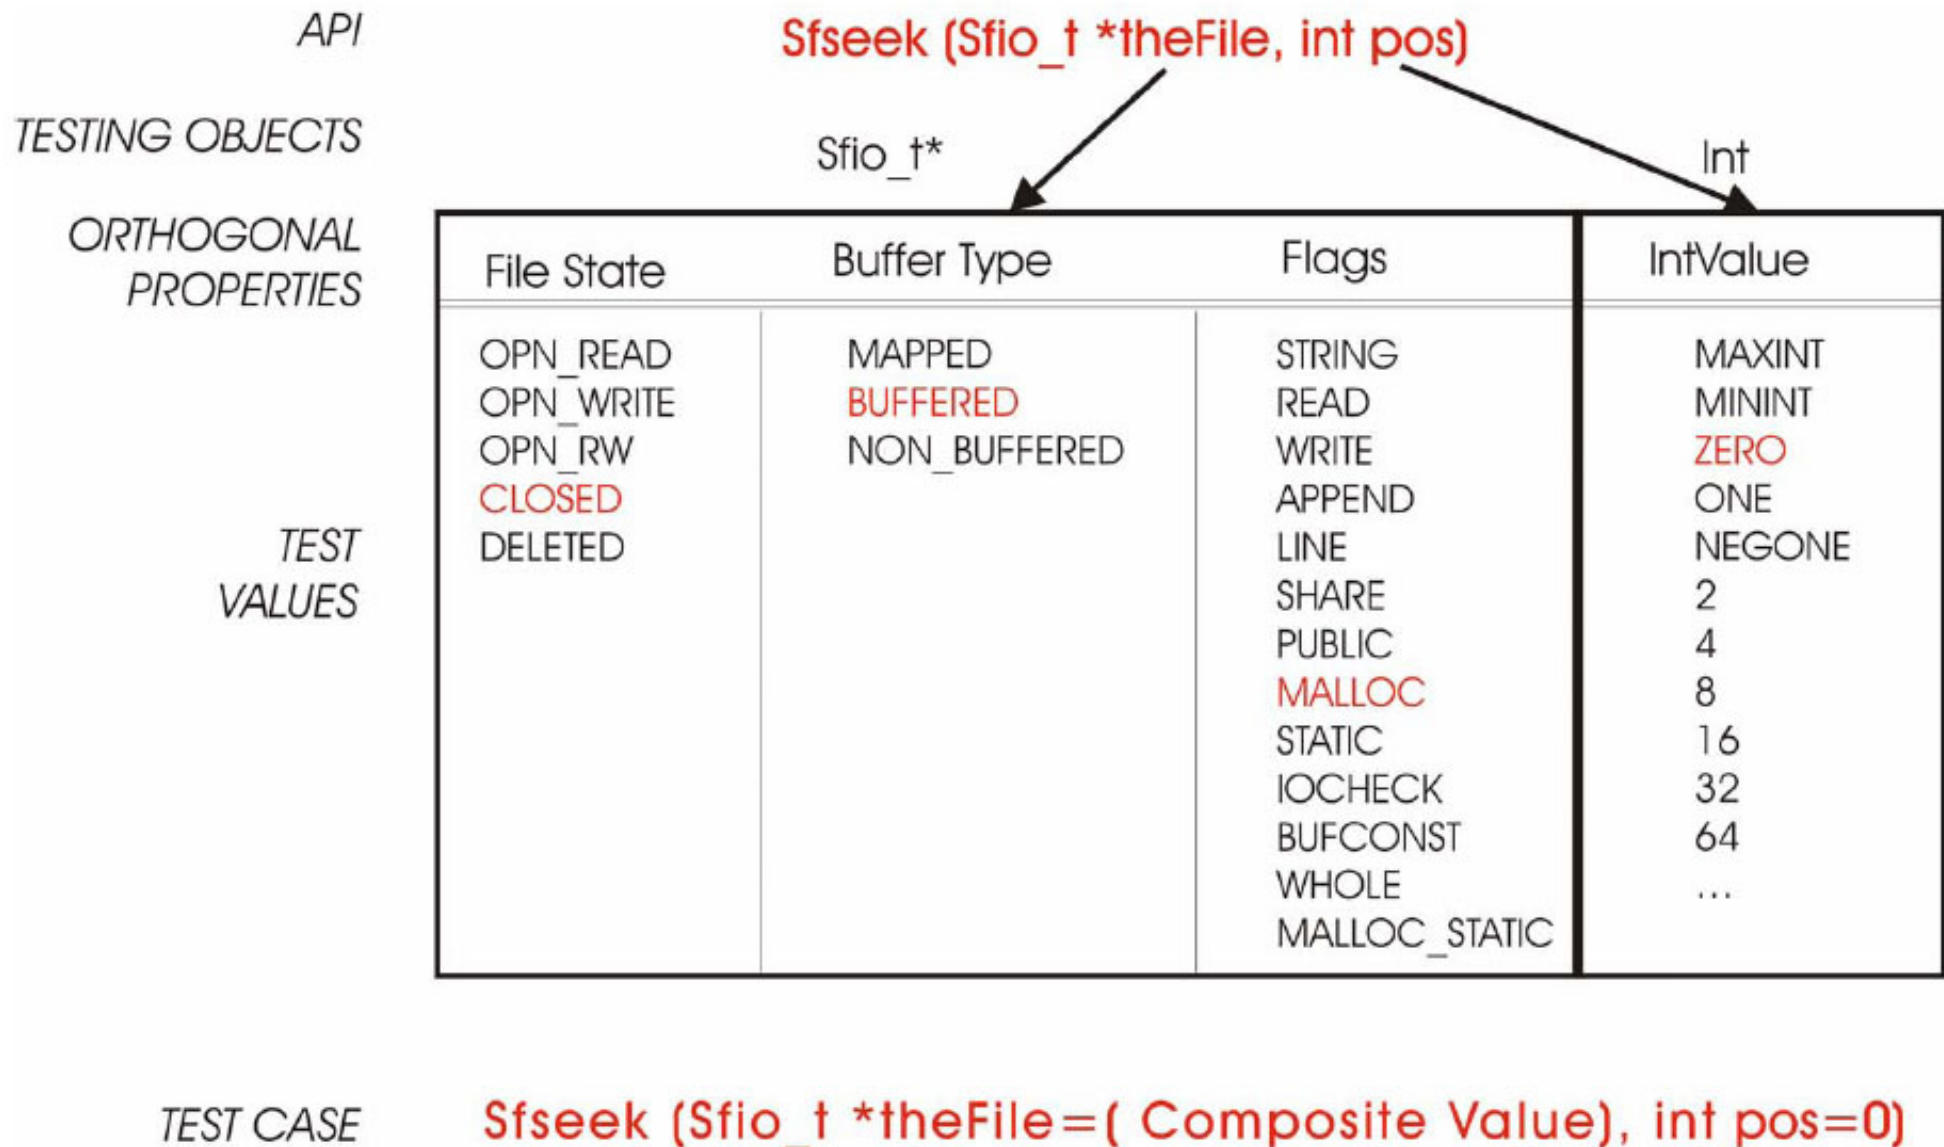 API
Sfseek (Sfio_t *theFile, int pos)
TESTING OBJECTS
Sfio_t*
Int
ORTHOGONAL
PROPERTIES
File State
Buffer Type
Flags
IntValue
TEST
VALUES
OPN_READ
OPN_WRITE
OPN_RW
CLOSED
DELETED
MAPPED
BUFFERED
NON_BUFFERED
STRING
READ
WRITE
APPEND
LINE
SHARE
PUBLIC
MALLOC
STATIC
IOCHECK
BUFCONST
WHOLE
MALLOC_STATIC
MAXINT
MININT
ZERO
ONE
NEGONE
2
4
8
16
32
64
...
TEST CASE
Sfseek (Sfio_t *theFile=( Composite Value), int pos=0)